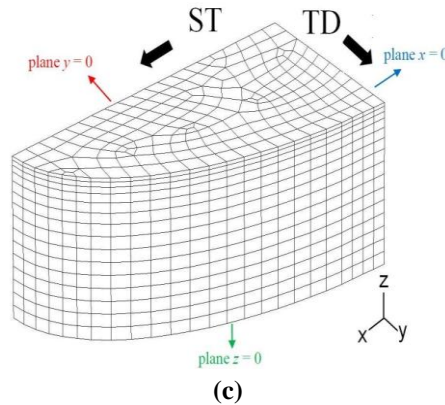 ST
TD
plane y = 0
plane x = 0
z
x
y
plane z = 0
(c)